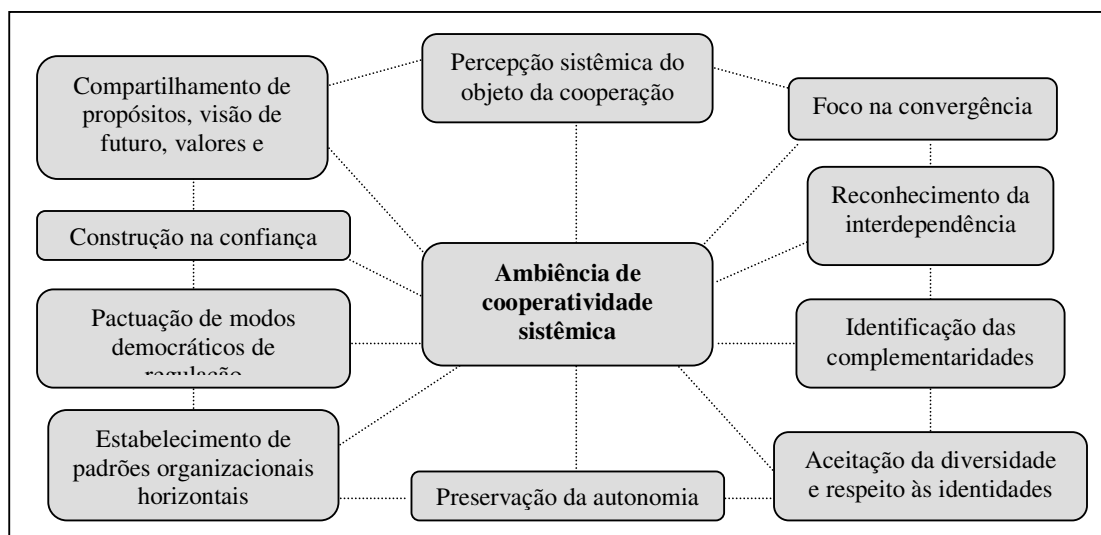 Compartilhamento de
propósitos, visão de
futuro, valores e
Percepção sistêmica do
objeto da cooperação
Foco na convergência
Reconhecimento da
interdependência
Construção na confiança
Ambiência de
cooperatividade
sistêmica
Pactuação de modos
democráticos de
regulação
Identificação das
complementaridades
Estabelecimento de
padrões organizacionais
horizontais
Preservação da autonomia
Aceitação da diversidade
e respeito às identidades